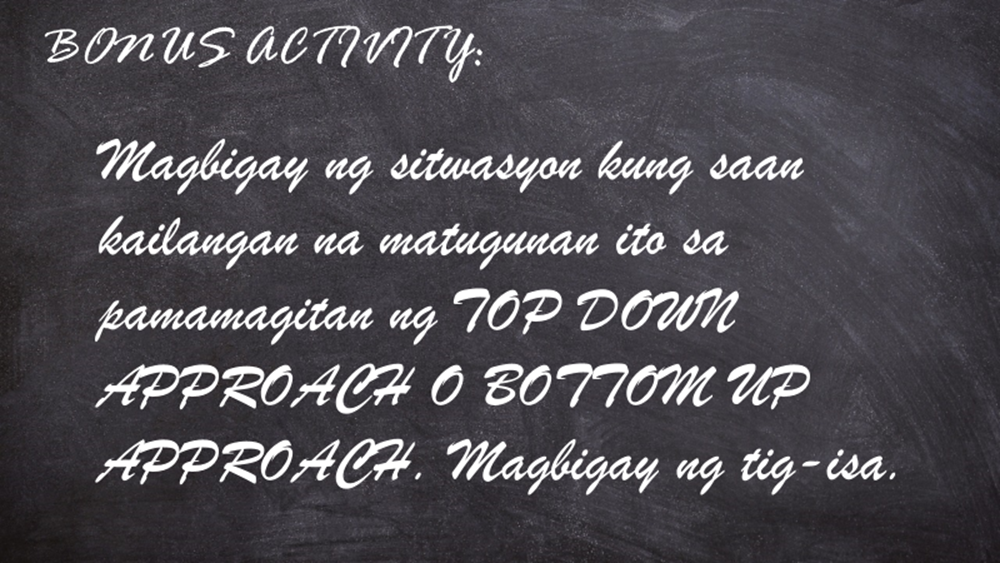 BONUS ACTIVITY:
Magbigay ng sitwasyon kung saan
kailangan na matugunan ito sa
pamamagitan ng TOP DOWN
APPROACH O BOTTOM UP
APPROACH. Magbigay ng tig-isa.